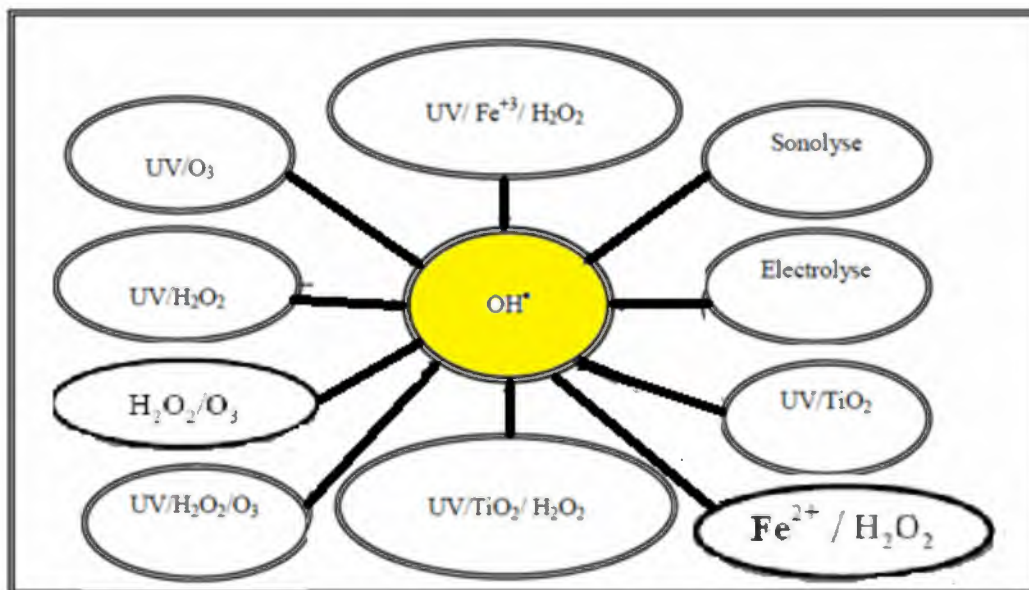 UV/ Fe⁺³/ H₂O₂
Sonolyse
UV/O₃
Electrolyse
UV/H₂O₂
OH•
H₂O₂/O₃
UV/TiO₂
UV/H₂O₂/O₃
UV/TiO₂/ H₂O₂
Fe²⁺ / H₂O₂